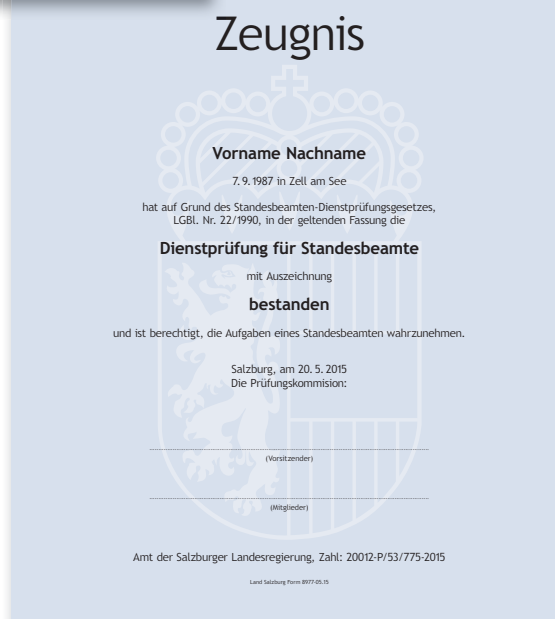 Zeugnis
Vorname Nachname
7. 9. 1987 in Zell am See
hat auf Grund des Standesbeamten-Dienstprüfungsgesetzes,
LGBl. Nr. 22/1990, in der geltenden Fassung die
Dienstprüfung für Standesbeamte
mit Auszeichnung
bestanden
und ist berechtigt, die Aufgaben eines Standesbeamten wahrzunehmen.
Salzburg, am 20. 5. 2015
Die Prüfungskommision:
(Vorsitzender)
(Mitglieder)
Amt der Salzburger Landesregierung, Zahl: 20012-P/53/775-2015
Land Salzburg Form 8977-05.15